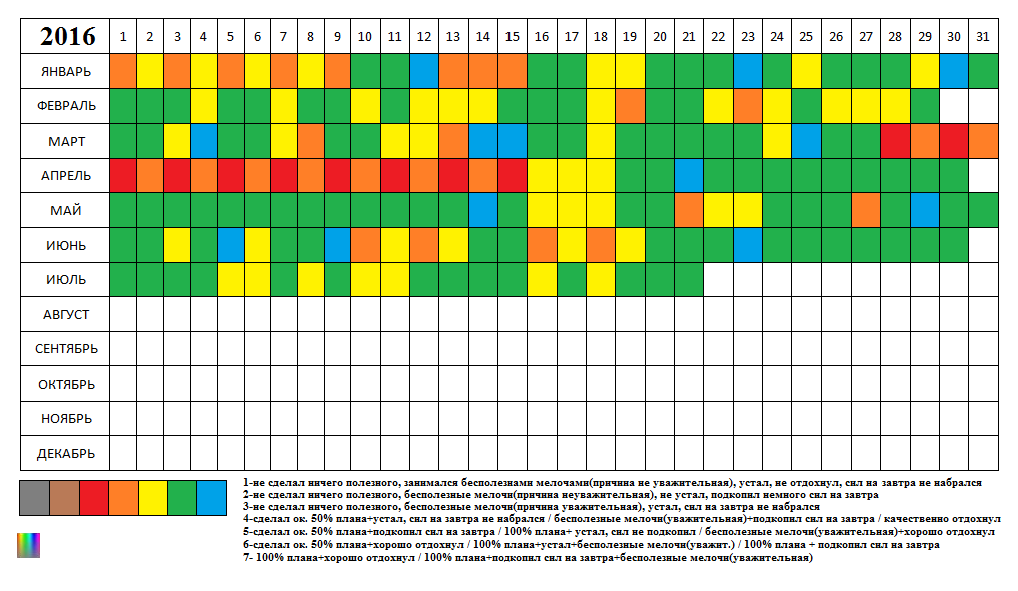 2016 1 2 3 4 5 6 7 8 9 10 11 12 13 14 15 16 17 18 19 20 21 22 23 24 25 26 27 28 29 30 31
ЯНВАРЬ
ФЕВРАЛЬ
МАРТ
АПРЕЛЬ
МАЙ
ИЮНЬ
ИЮЛЬ
АВГУСТ
СЕНТЯБРЬ
ОКТЯБРЬ
НОЯБРЬ
ДЕКАБРЬ
1-не сделал ничего полезного, занимался бесполезнами мелочами(причина не уважительная), устал, не отдохнул, сил на завтра не набрался
2-не сделал ничего полезного, бесполезные мелочи(причина неуважительная), не устал, подкопил немного сил на завтра
3-не сделал ничего полезного, бесполезные мелочи(причина уважительная), устал, сил на завтра не набрался
4-сделал ок. 50% плана+устал, сил на завтра не набрался / бесполезные мелочи(уважительная)+подкопил сил на завтра / качественно отдохнул
5-сделал ок. 50% плана+подкопил сил на завтра / 100% плана+ устал, сил не подкопил / бесполезные мелочи(уважительная)+хорошо отдохнул
6-сделал ок. 50% плана+хорошо отдохнул / 100% плана+устал+бесполезные мелочи(уважит.) / 100% плана + подкопил сил на завтра
7- 100% плана+хорошо отдохнул / 100% плана+подкопил сил на завтра+бесполезные мелочи(уважительная)